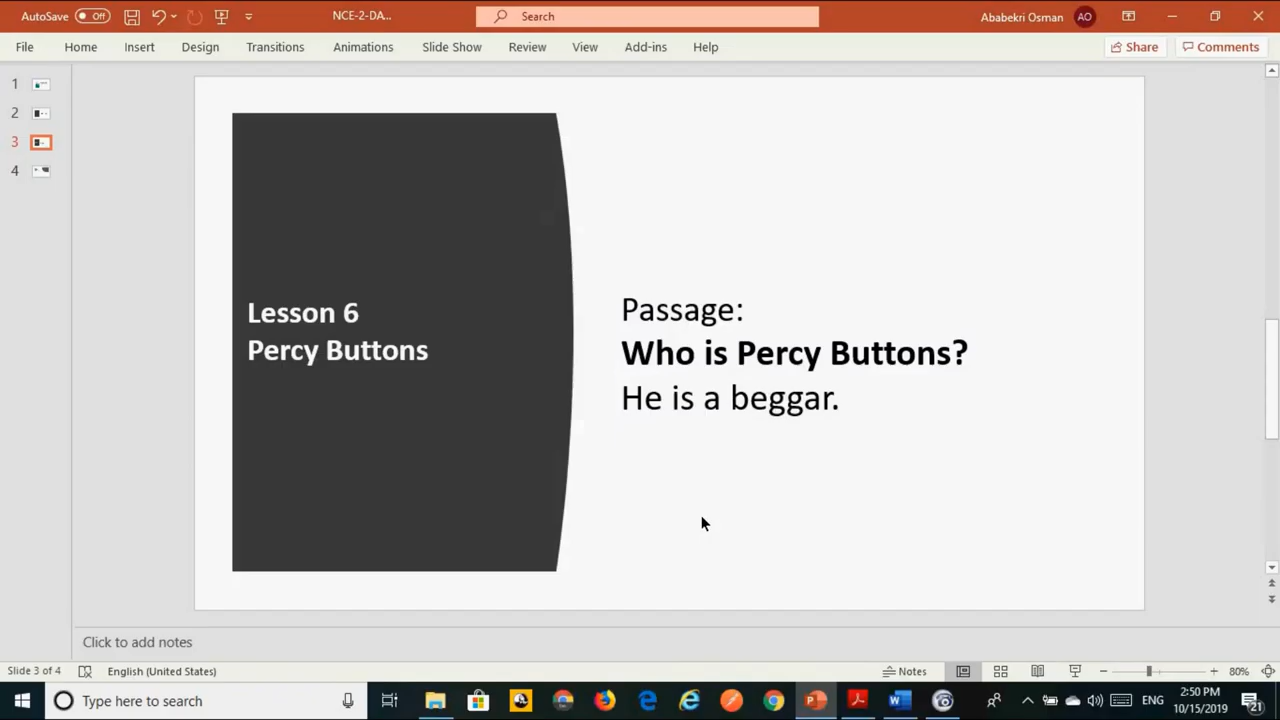 AutoSave Off
NCE-2-DA...
Search
Ababekri Osman AO
File Home Insert Design Transitions Animations Slide Show Review View Add-ins Help Share Comments
1
2
3
4
Lesson 6
Percy Buttons
Passage:
Who is Percy Buttons?
He is a beggar.
Click to add notes
Slide 3 of 4 English (United States) Notes 80%
Type here to search ENG 2:50 PM
10/15/2019 21